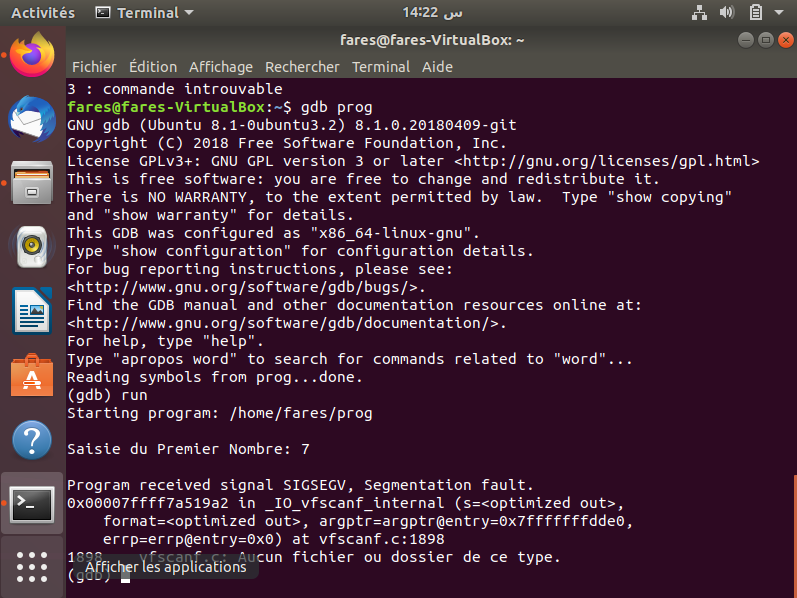 Activités
Terminal
14:22 س
fares@fares-VirtualBox: ~
Fichier Édition Affichage Rechercher Terminal Aide
3 : commande introuvable
fares@fares-VirtualBox:~$ gdb prog
GNU gdb (Ubuntu 8.1-0ubuntu3.2) 8.1.0.20180409-git
Copyright (C) 2018 Free Software Foundation, Inc.
License GPLv3+: GNU GPL version 3 or later <http://gnu.org/licenses/gpl.html>
This is free software: you are free to change and redistribute it.
There is NO WARRANTY, to the extent permitted by law.  Type "show copying"
and "show warranty" for details.
This GDB was configured as "x86_64-linux-gnu".
Type "show configuration" for configuration details.
For bug reporting instructions, please see:
<http://www.gnu.org/software/gdb/bugs/>.
Find the GDB manual and other documentation resources online at:
<http://www.gnu.org/software/gdb/documentation/>.
For help, type "help".
Type "apropos word" to search for commands related to "word"...
Reading symbols from prog...done.
(gdb) run
Starting program: /home/fares/prog
Saisie du Premier Nombre: 7
Program received signal SIGSEGV, Segmentation fault.
0x00007ffff7a519a2 in _IO_vfscanf_internal (s=<optimized out>,
format=<optimized out>, argptr=argptr@entry=0x7fffffffdde0,
errp=errp@entry=0x0) at vfscanf.c:1898
1898 vfscanf.c: Aucun fichier ou dossier de ce type.
(gdb)
Afficher les applications